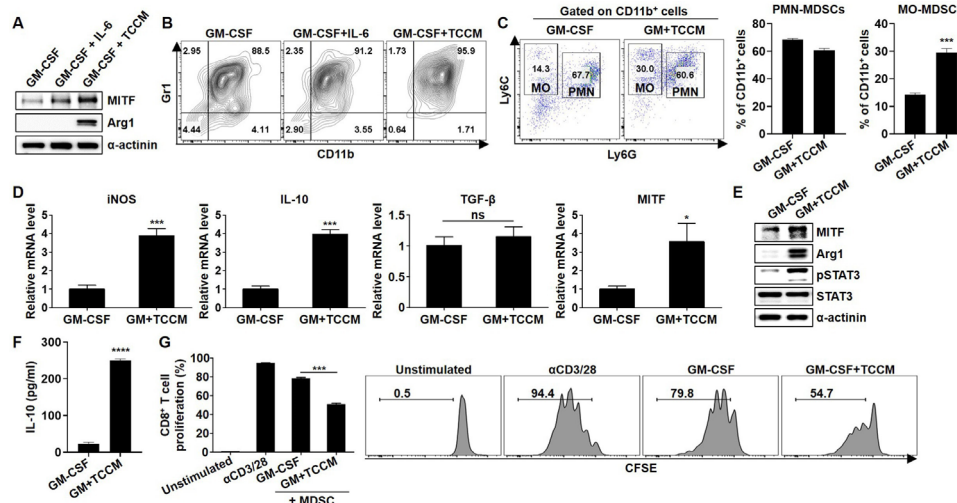 A
GM-CSF
GM-CSF + IL-6
GM-CSF + TCCM
MITF
Arg1
α-actinin
B
GM-CSF
GM-CSF+IL-6
GM-CSF+TCCM
2.95 88.5
2.35 91.2
1.73 95.9
4.44 4.11
2.90 3.55
0.64 1.71
Gr1
CD11b
C
Gated on CD11b⁺ cells
GM-CSF
GM+TCCM
14.3
MO
67.7
PMN
30.0
MO
60.6
PMN
Ly6C
Ly6G
PMN-MDSCs
% of CD11b⁺ cells
80
60
40
20
0
GM-CSF
GM+TCCM
MO-MDSC
% of CD11b⁺ cells
40
30
20
10
0
***
GM-CSF
GM+TCCM
D
iNOS
Relative mRNA level
5
4
3
2
1
0
***
GM-CSF GM+TCCM
IL-10
Relative mRNA level
5
4
3
2
1
0
***
GM-CSF GM+TCCM
TGF-β
Relative mRNA level
1.5
1
0.5
0
ns
GM-CSF GM+TCCM
MITF
Relative mRNA level
5
4
3
2
1
0
*
GM-CSF GM+TCCM
E
GM-CSF
GM+TCCM
MITF
Arg1
pSTAT3
STAT3
α-actinin
F
IL-10 (pg/ml)
300
200
100
0
****
GM-CSF
GM+TCCM
G
CD8⁺ T cell
proliferation (%)
100
80
60
40
20
0
***
Unstimulated
αCD3/28
GM-CSF
GM+TCCM
+ MDSC
Unstimulated
0.5
αCD3/28
94.4
GM-CSF
79.8
GM-CSF+TCCM
54.7
CFSE